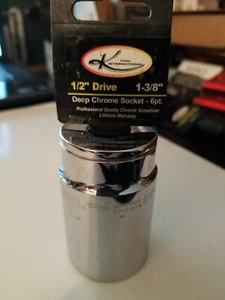 K TOOL
INTERNATIONAL
1/2" Drive 1-3/8"
Deep Chrome Socket - 6pt.
Professional Quality Chrome Vanadium
Lifetime Warranty